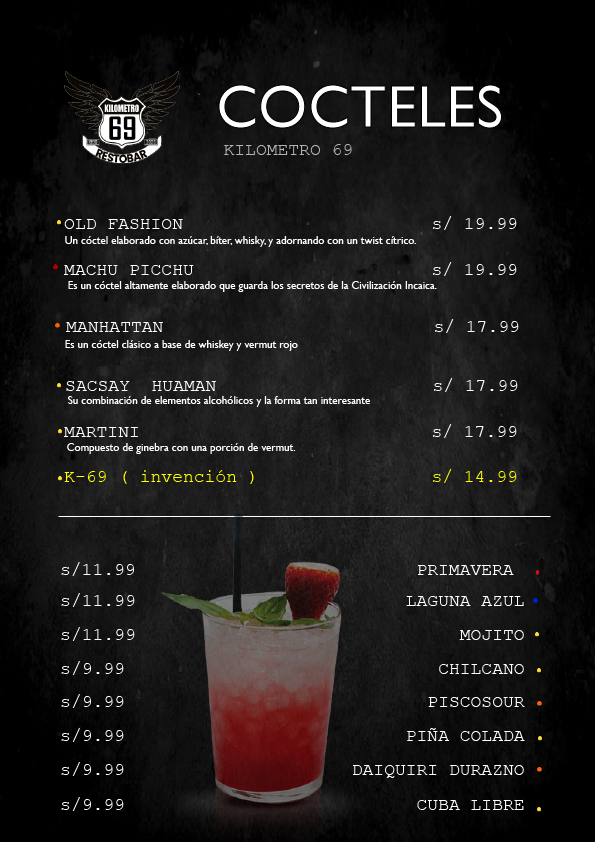 KILOMETRO
69
RESTOBAR
COCTELES
KILOMETRO 69
OLD FASHION s/ 19.99
Un cóctel elaborado con azúcar, bíter, whisky, y adornando con un twist cítrico.
MACHU PICCHU s/ 19.99
Es un cóctel altamente elaborado que guarda los secretos de la Civilización Incaica.
MANHATTAN s/ 17.99
Es un cóctel clásico a base de whiskey y vermut rojo
SACSAY HUAMAN s/ 17.99
Su combinación de elementos alcohólicos y la forma tan interesante
MARTINI s/ 17.99
Compuesto de ginebra con una porción de vermut.
K-69 ( invención ) s/ 14.99
s/11.99 PRIMAVERA
s/11.99 LAGUNA AZUL
s/11.99 MOJITO
s/9.99 CHILCANO
s/9.99 PISCOSOUR
s/9.99 PIÑA COLADA
s/9.99 DAIQUIRI DURAZNO
s/9.99 CUBA LIBRE